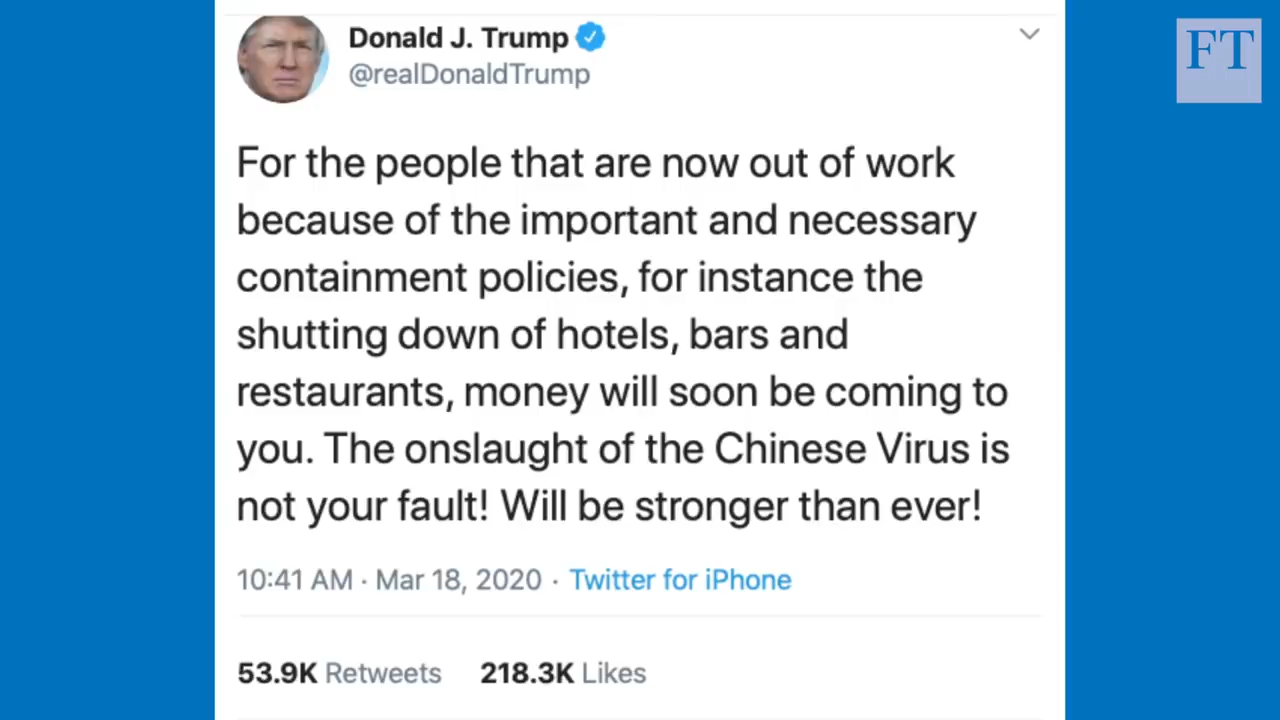 Donald J. Trump
@realDonaldTrump
FT
For the people that are now out of work
because of the important and necessary
containment policies, for instance the
shutting down of hotels, bars and
restaurants, money will soon be coming to
you. The onslaught of the Chinese Virus is
not your fault! Will be stronger than ever!
10:41 AM · Mar 18, 2020 · Twitter for iPhone
53.9K Retweets 218.3K Likes